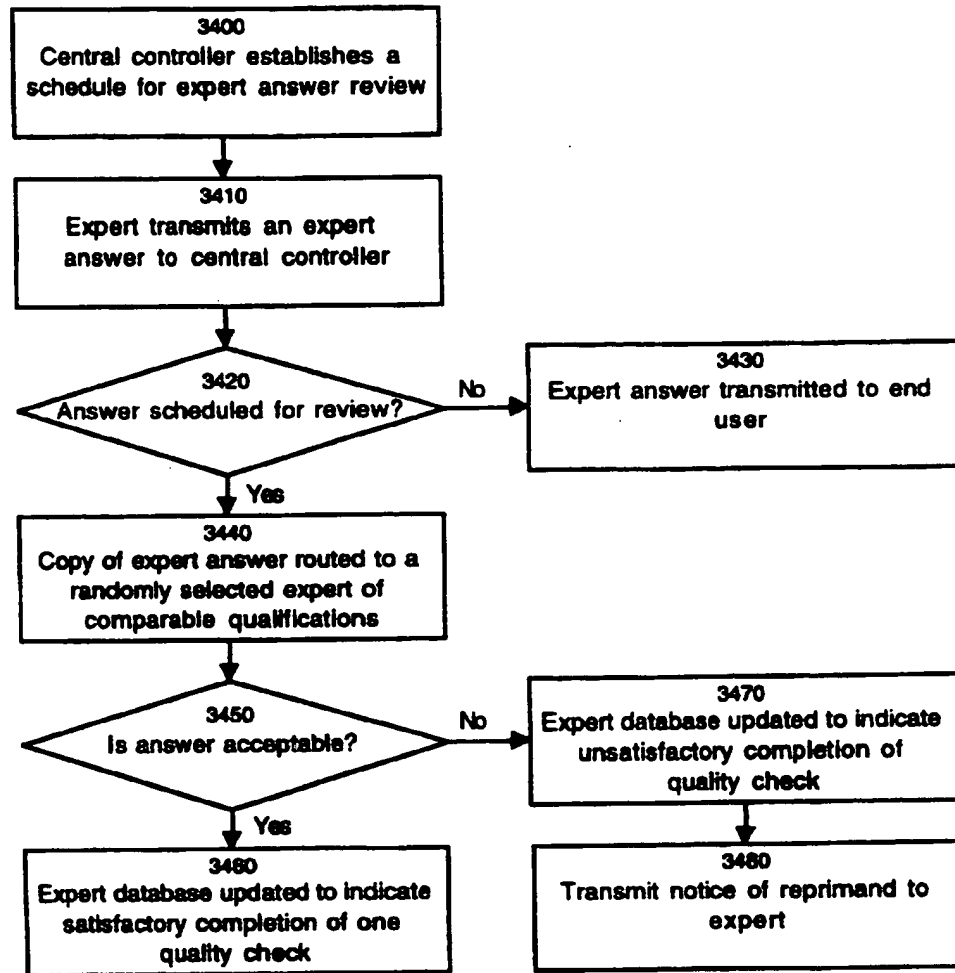 3400
Central controller establishes a
schedule for expert answer review
3410
Expert transmits an expert
answer to central controller
3420
Answer scheduled for review?
No
3430
Expert answer transmitted to end
user
Yes
3440
Copy of expert answer routed to a
randomly selected expert of
comparable qualifications
3450
Is answer acceptable?
No
3470
Expert database updated to indicate
unsatisfactory completion of
quality check
Yes
3460
Expert database updated to indicate
satisfactory completion of one
quality check
3480
Transmit notice of reprimand to
expert